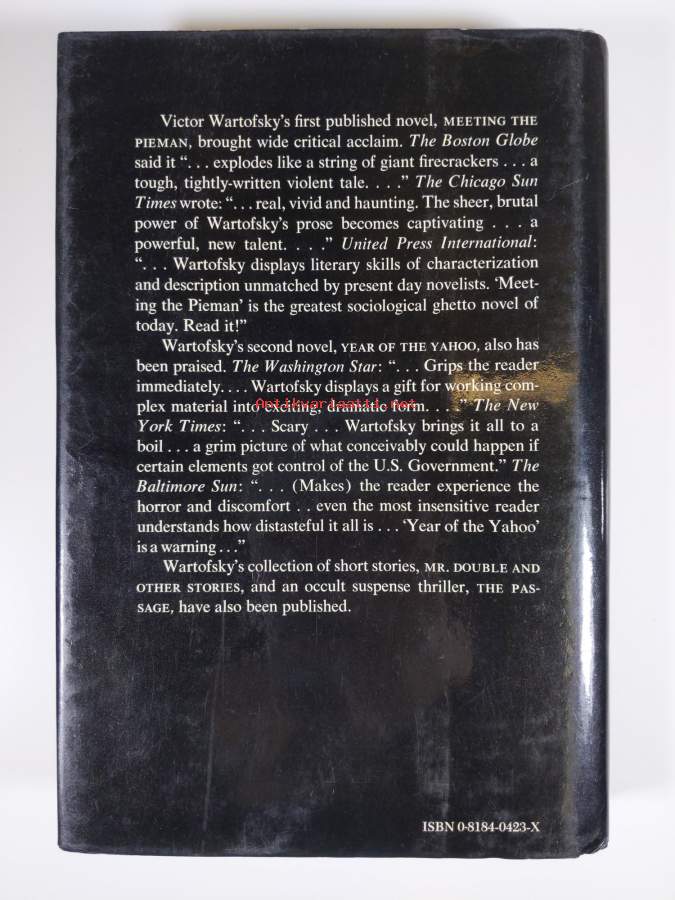 Victor Wartofsky's first published novel, MEETING THE
PIEMAN, brought wide critical acclaim. The Boston Globe
said it “. . . explodes like a string of giant firecrackers . . . a
tough, tightly-written violent tale. . . .” The Chicago Sun
Times wrote: “. . . real, vivid and haunting. The sheer, brutal
power of Wartofsky's prose becomes captivating . . . a
powerful, new talent. . . .” United Press International:
“. . . Wartofsky displays literary skills of characterization
and description unmatched by present day novelists. ‘Meet-
ing the Pieman’ is the greatest sociological ghetto novel of
today. Read it!”
Wartofsky's second novel, YEAR OF THE YAHOO, also has
been praised. The Washington Star: “. . . Grips the reader
immediately. . . . Wartofsky displays a gift for working com-
plex material into exciting, dramatic form. . . .” The New
Antikvariaatti.net
York Times: “. . . Scary . . . Wartofsky brings it all to a
boil . . . a grim picture of what conceivably could happen if
certain elements got control of the U.S. Government.” The
Baltimore Sun: “. . . (Makes) the reader experience the
horror and discomfort . . even the most insensitive reader
understands how distasteful it all is . . . ‘Year of the Yahoo’
is a warning . . .”
Wartofsky's collection of short stories, MR. DOUBLE AND
OTHER STORIES, and an occult suspense thriller, THE PAS-
SAGE, have also been published.
ISBN 0-8184-0423-X